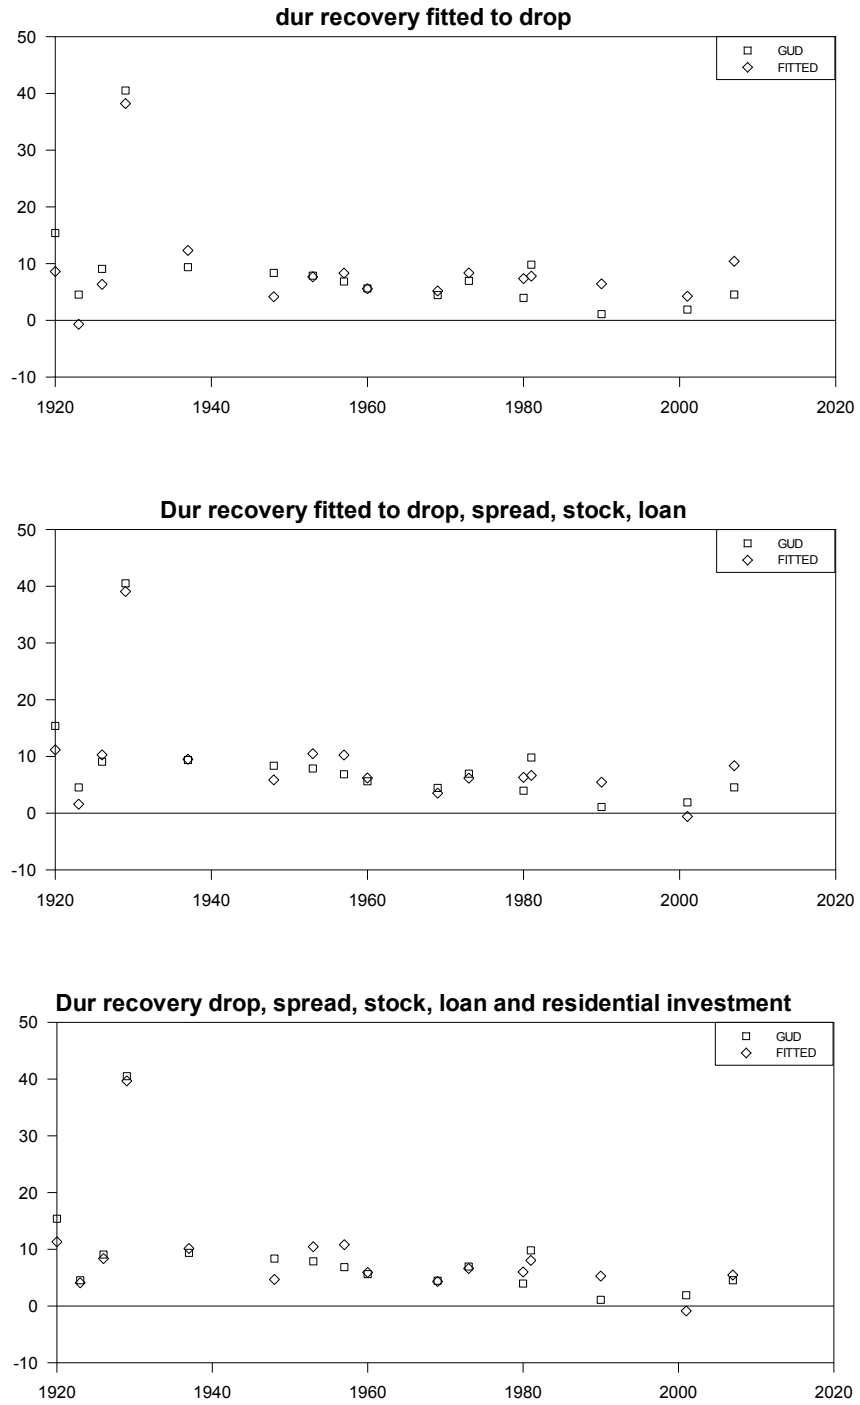 dur recovery fitted to drop
50
GUD
FITTED
40
30
20
10
0
-10
1920 1940 1960 1980 2000 2020
Dur recovery fitted to drop, spread, stock, loan
50
GUD
FITTED
40
30
20
10
0
-10
1920 1940 1960 1980 2000 2020
Dur recovery drop, spread, stock, loan and residential investment
50
GUD
FITTED
40
30
20
10
0
-10
1920 1940 1960 1980 2000 2020